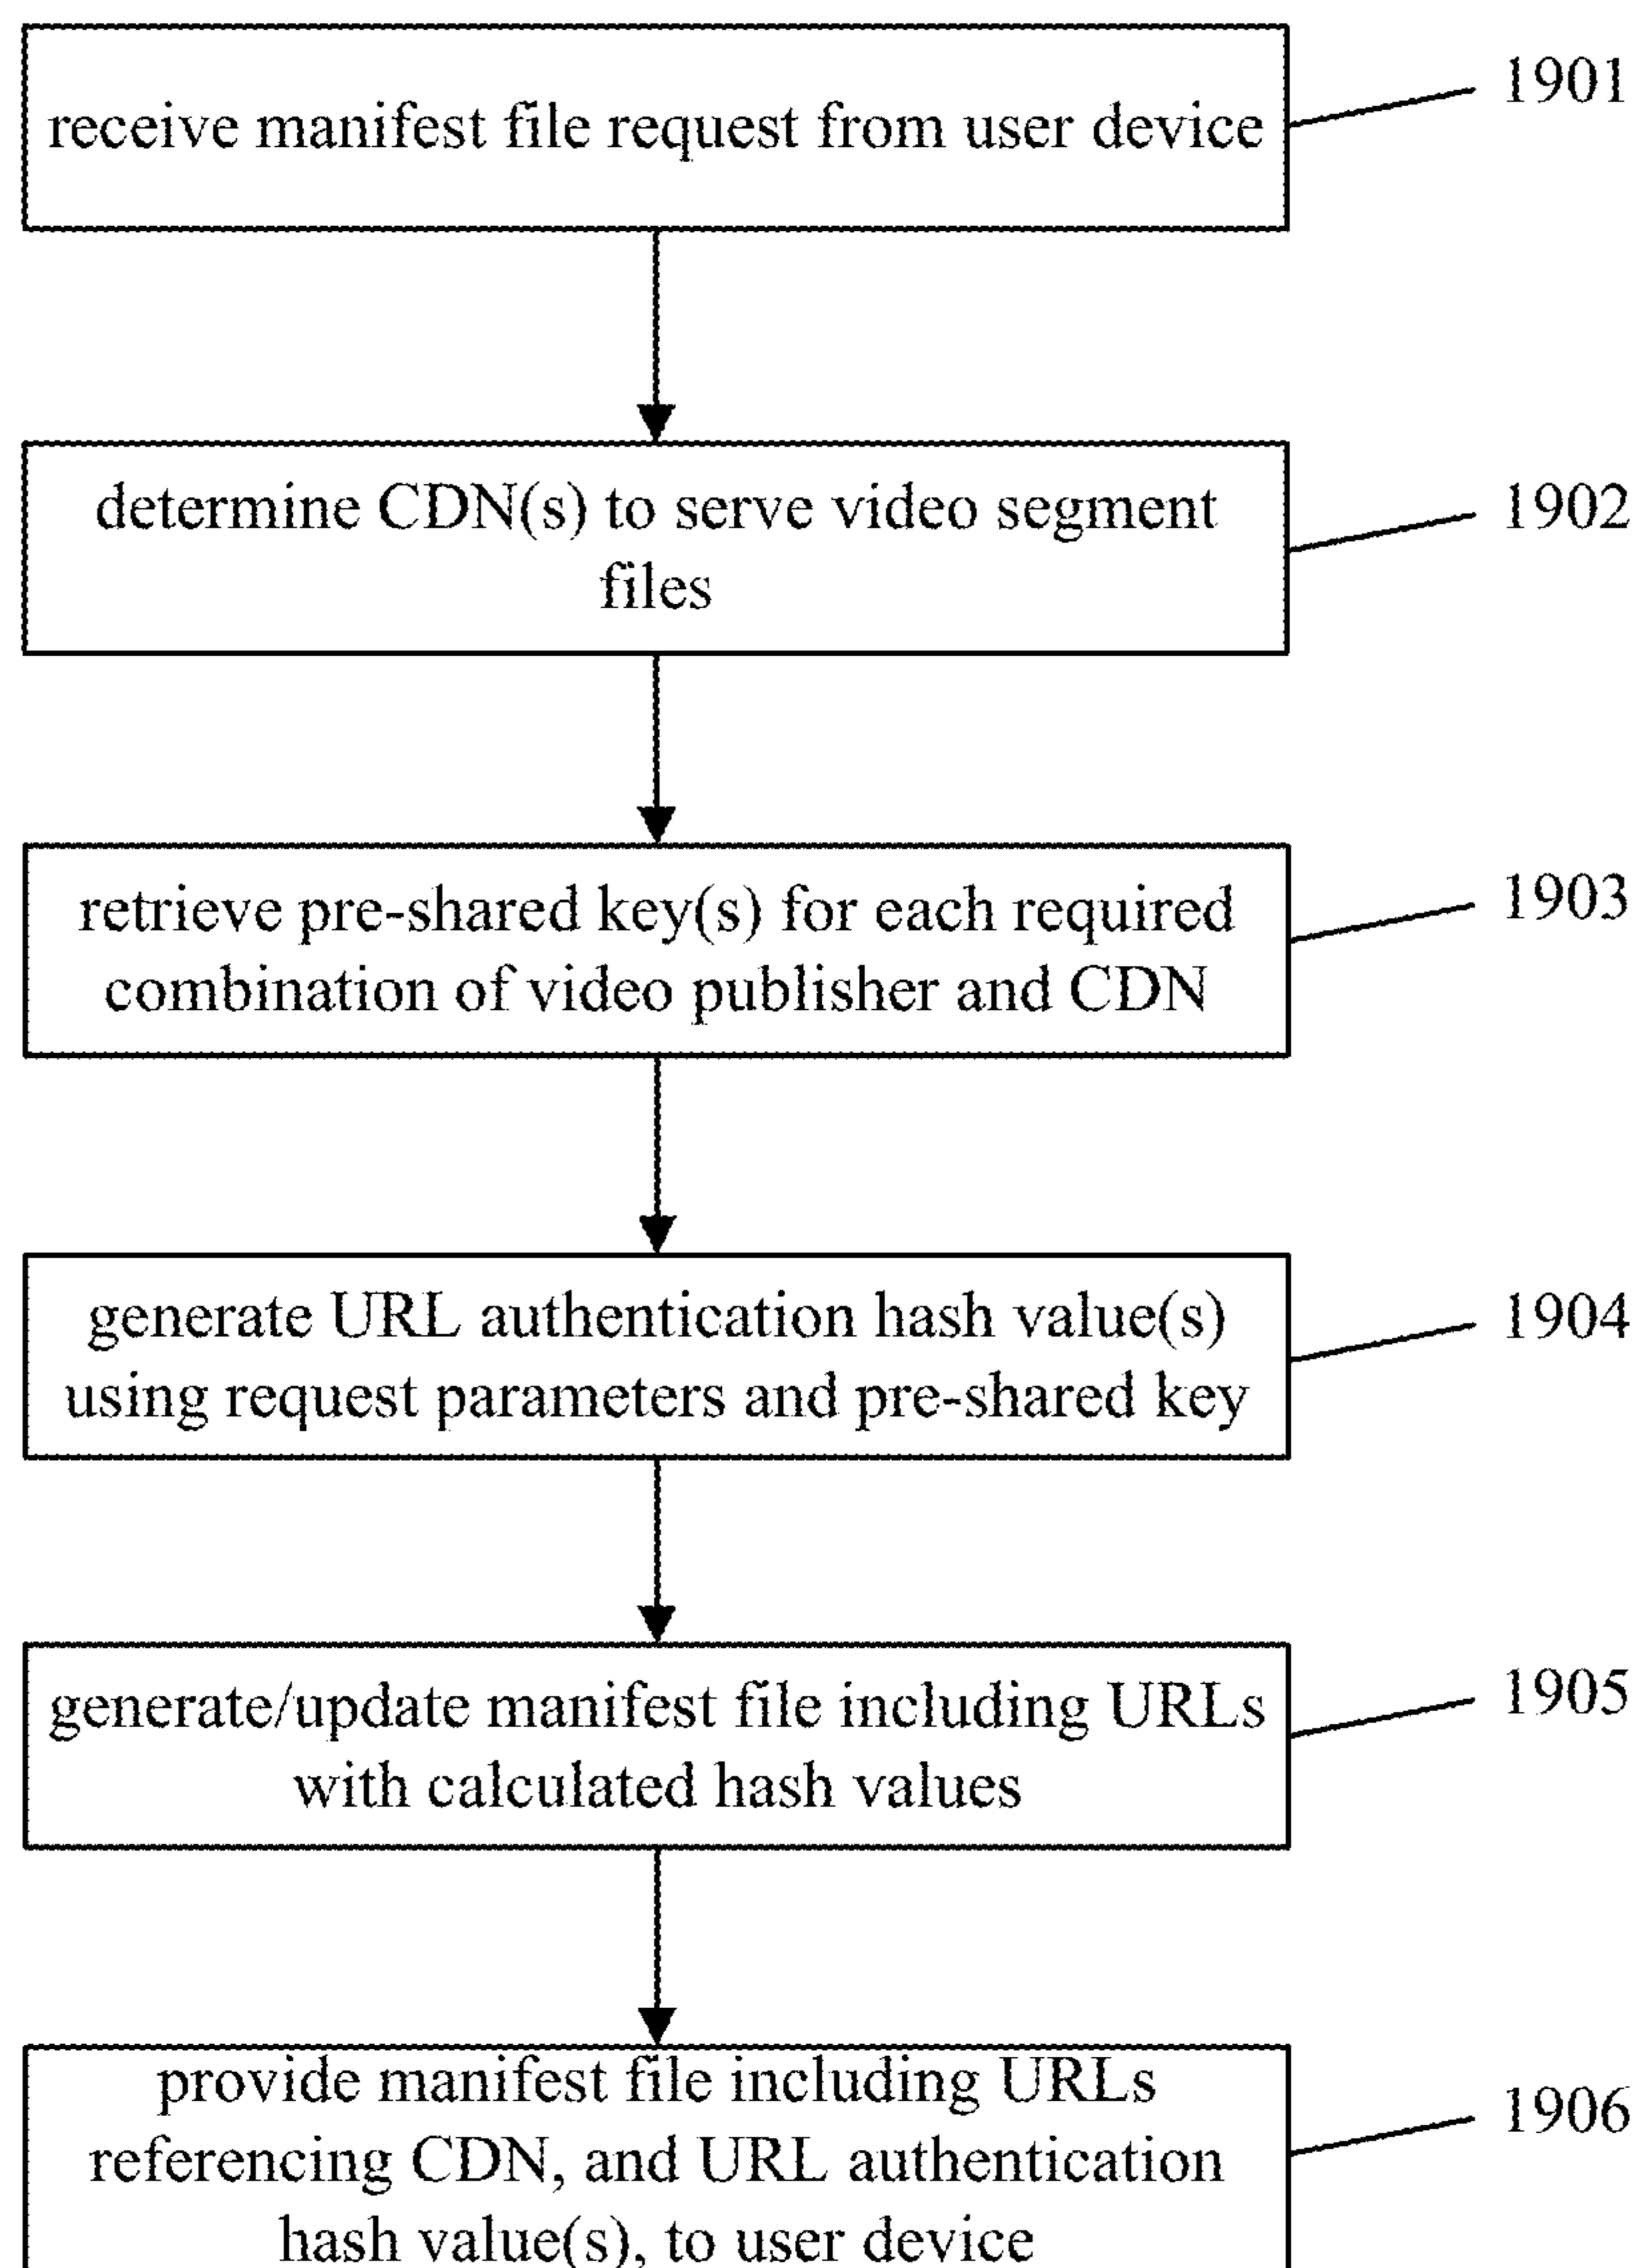 receive manifest file request from user device
1901
determine CDN(s) to serve video segment
files
1902
retrieve pre-shared key(s) for each required
combination of video publisher and CDN
1903
generate URL authentication hash value(s)
using request parameters and pre-shared key
1904
generate/update manifest file including URLs
with calculated hash values
1905
provide manifest file including URLs
referencing CDN, and URL authentication
hash value(s), to user device
1906